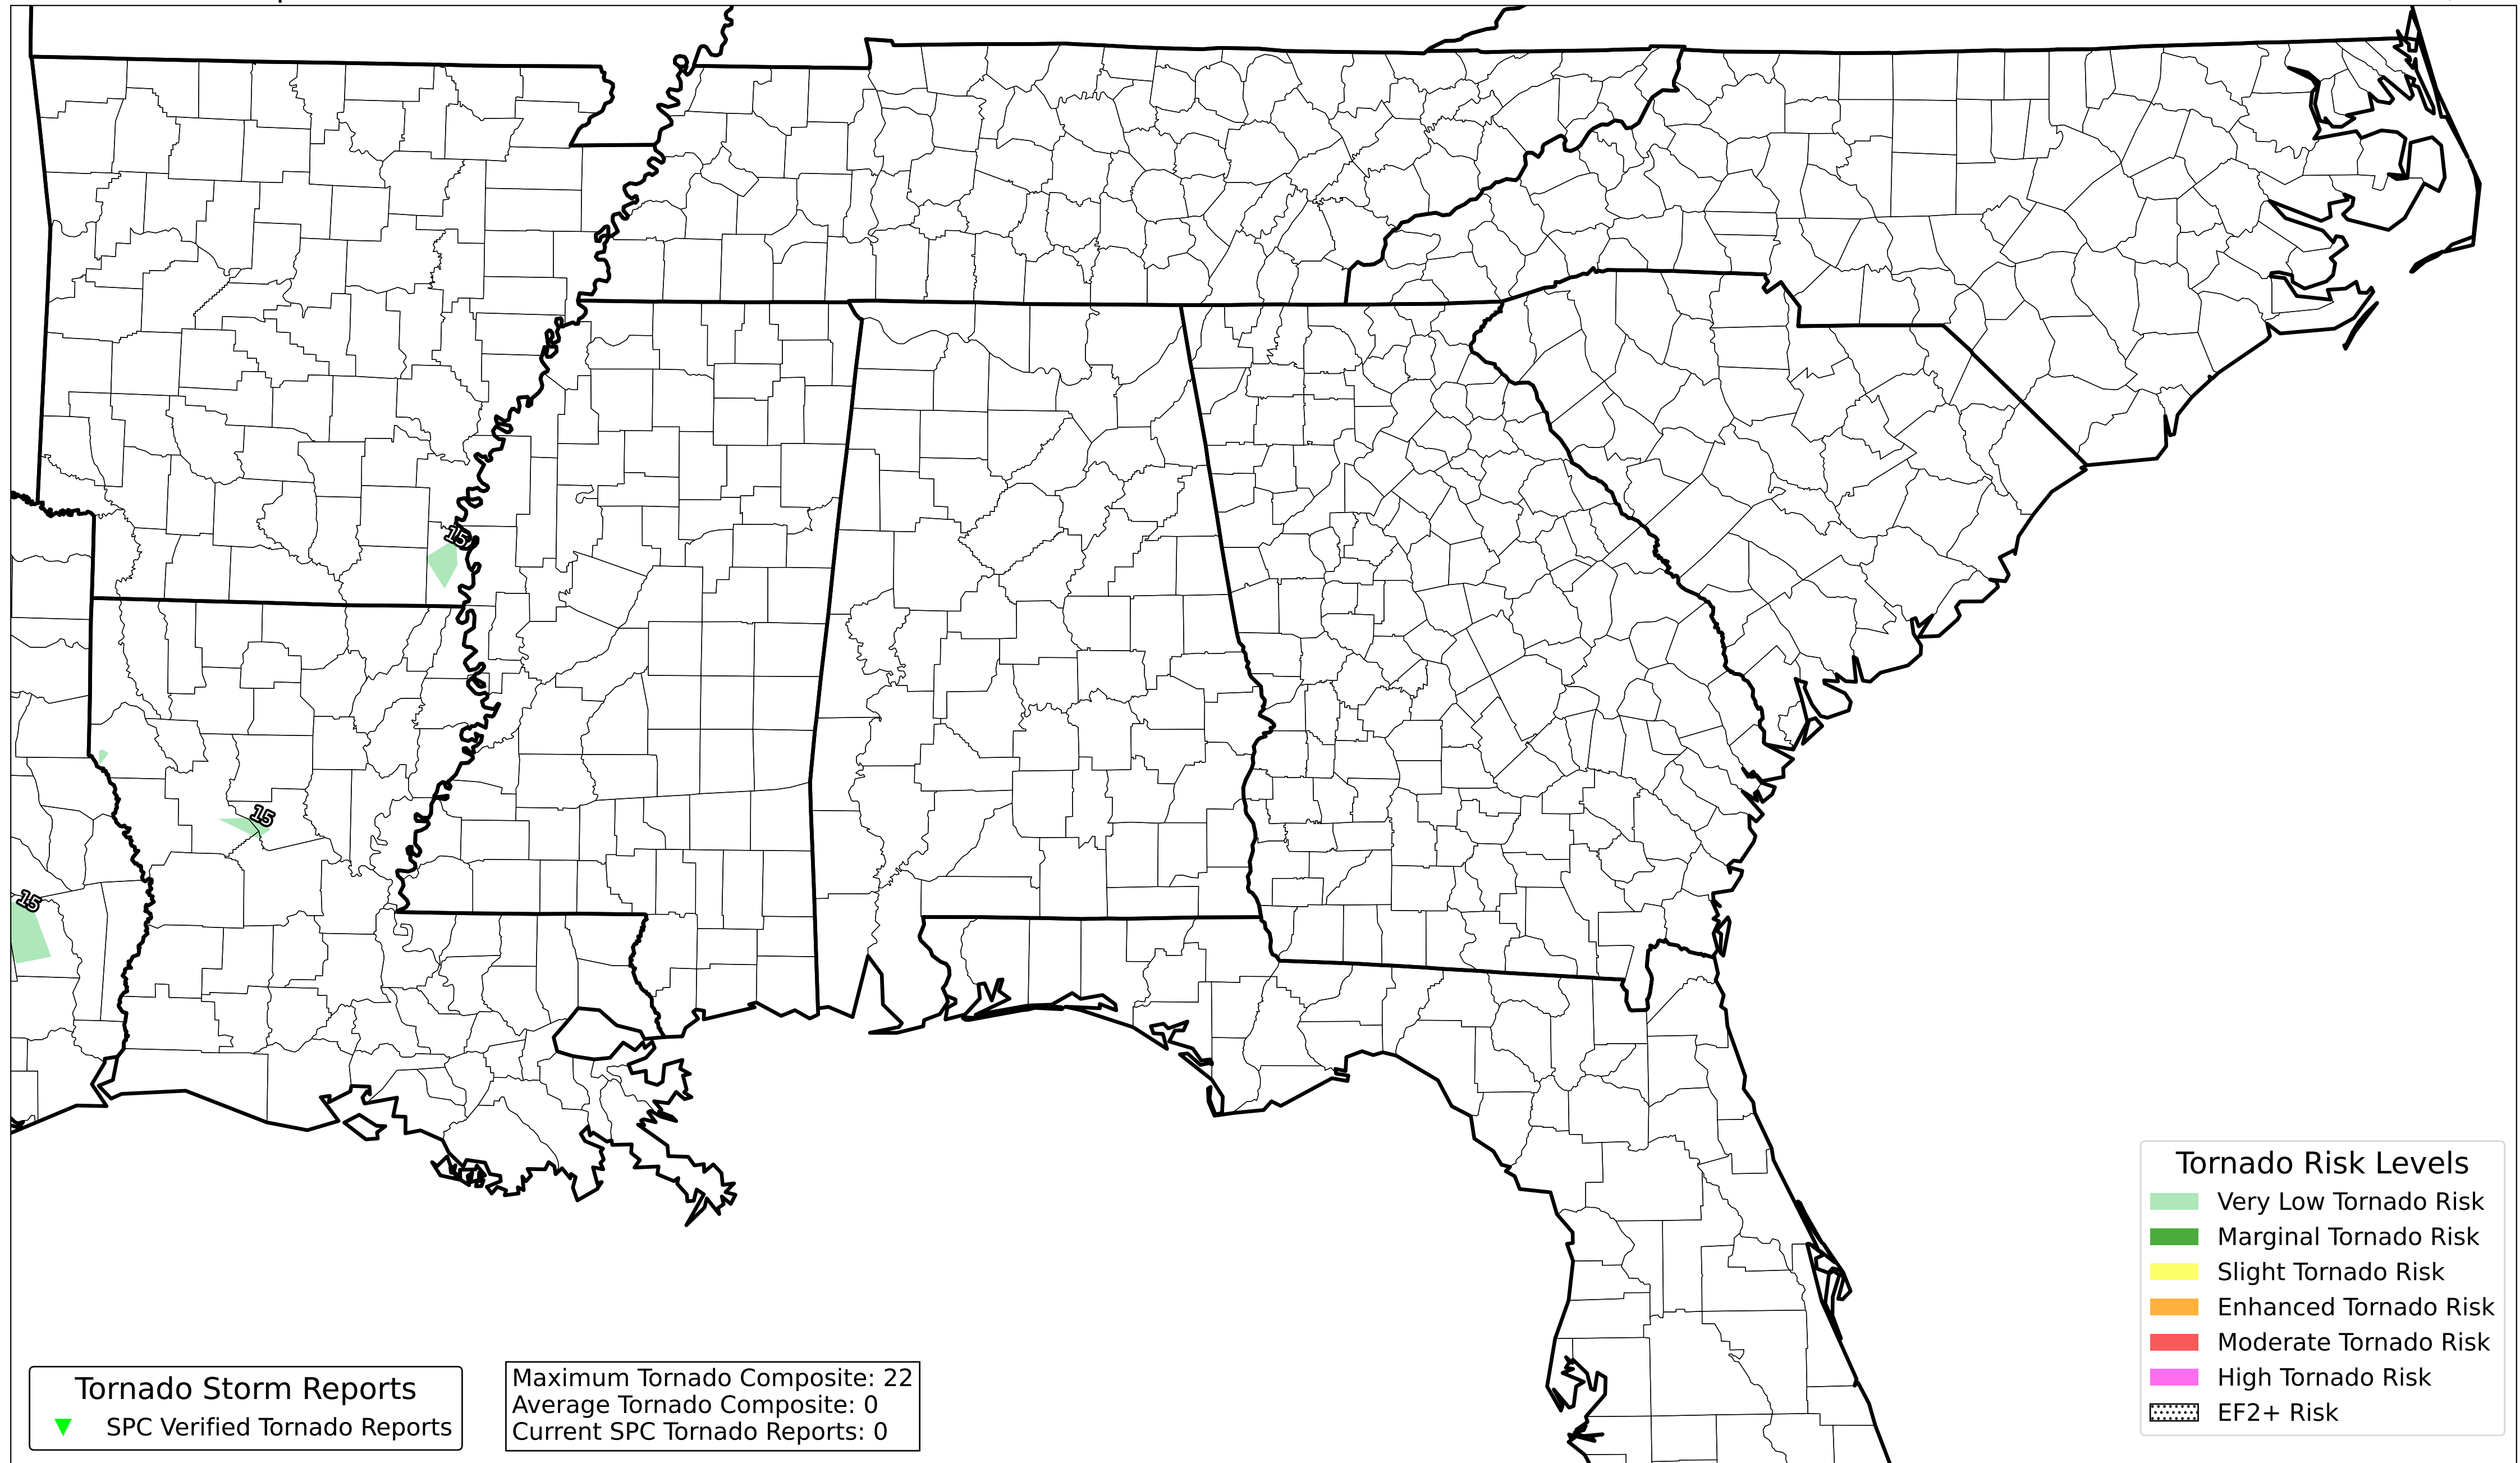 15
15
15
Tornado Risk Levels
Very Low Tornado Risk
Marginal Tornado Risk
Slight Tornado Risk
Enhanced Tornado Risk
Moderate Tornado Risk
High Tornado Risk
EF2+ Risk
Tornado Storm Reports
SPC Verified Tornado Reports
Maximum Tornado Composite: 22
Average Tornado Composite: 0
Current SPC Tornado Reports: 0